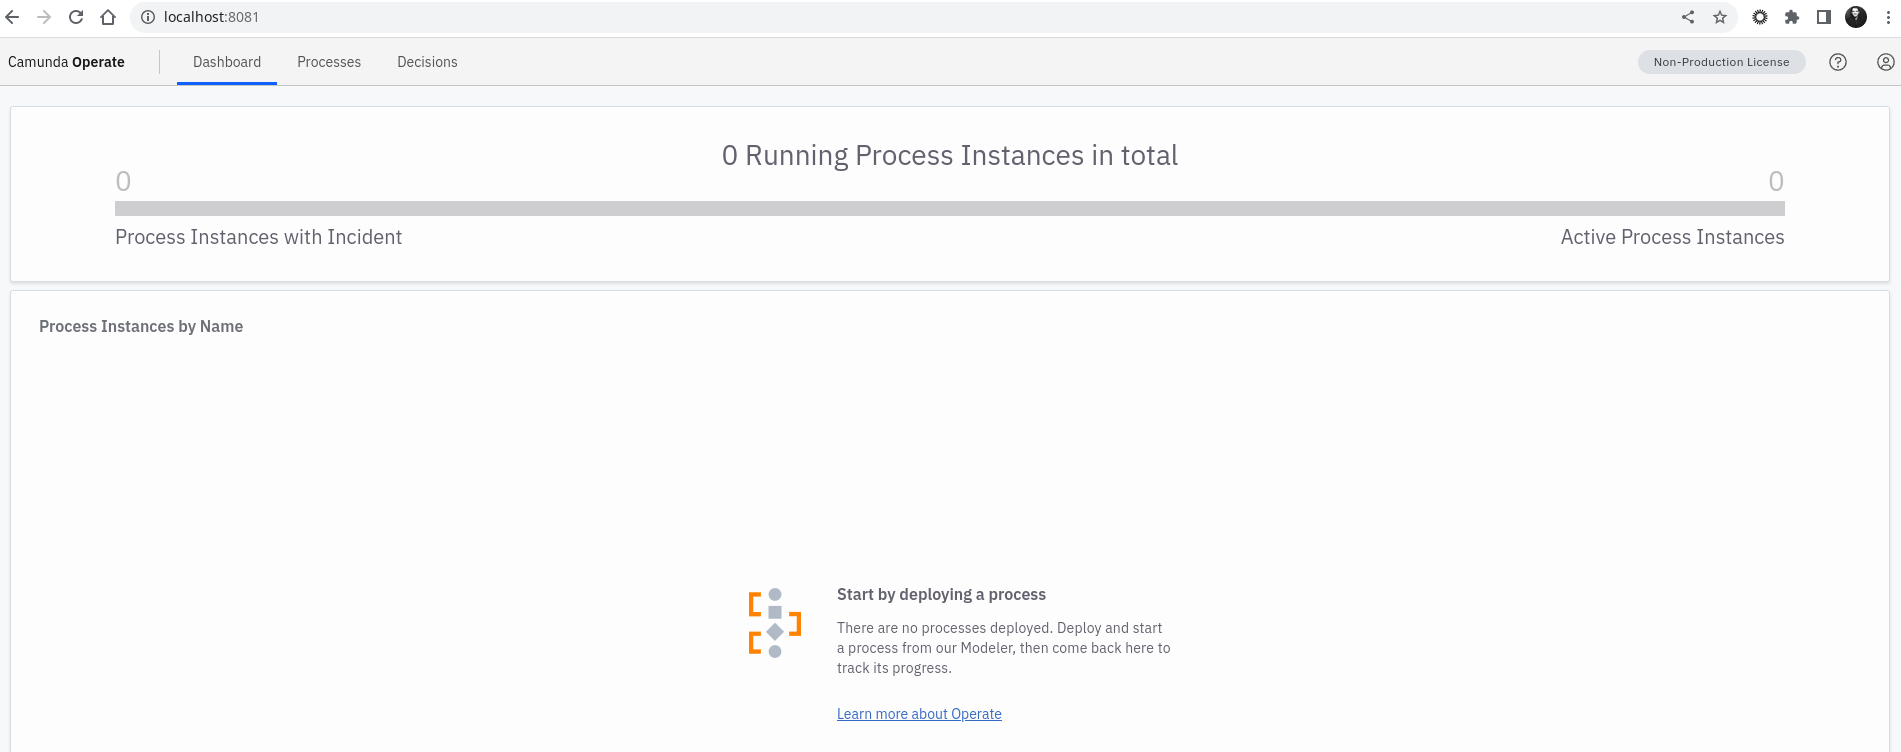 localhost:8081
Camunda Operate
Dashboard
Processes
Decisions
Non-Production License
0 Running Process Instances in total
0
0
Process Instances with Incident
Active Process Instances
Process Instances by Name
Start by deploying a process
There are no processes deployed. Deploy and start
a process from our Modeler, then come back here to
track its progress.
Learn more about Operate